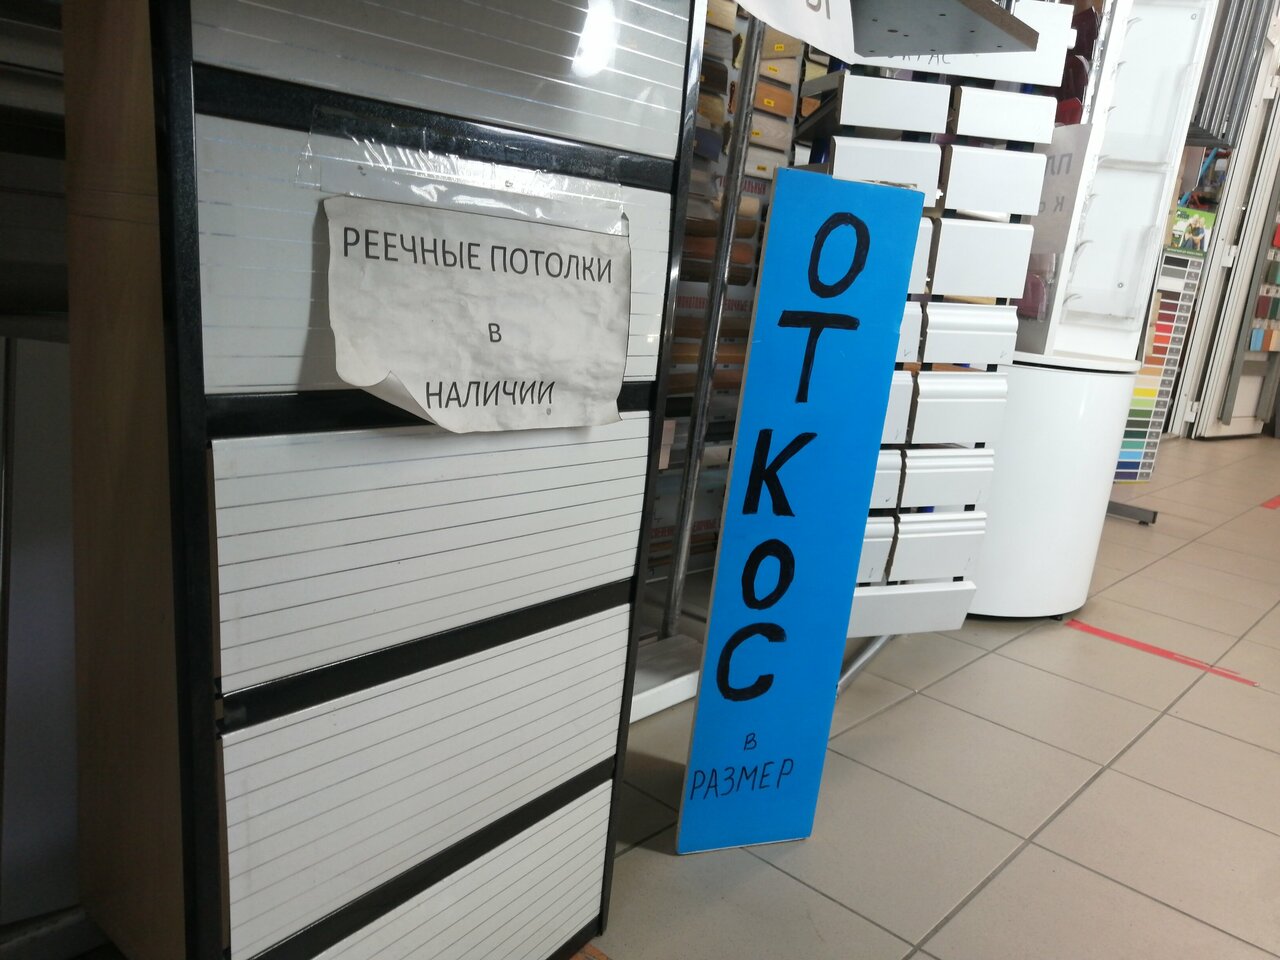 РЕЕЧНЫЕ ПОТОЛКИ
В
НАЛИЧИИ
ОТКОС
В
РАЗМЕР